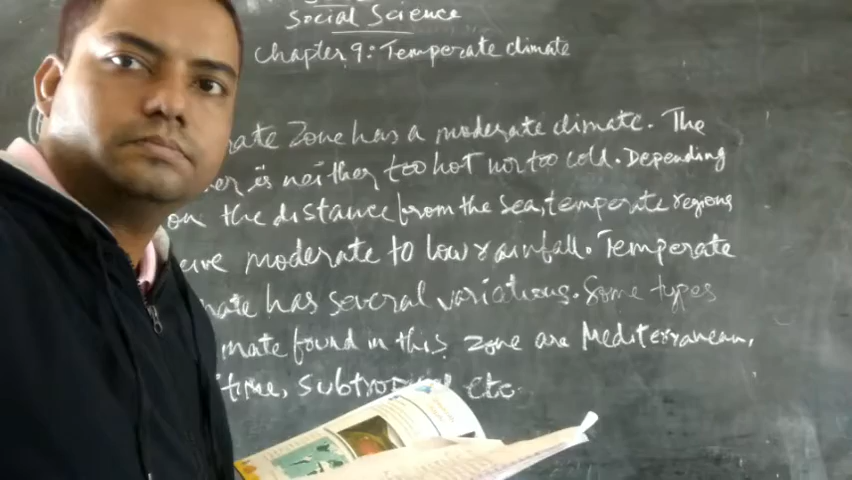 Social Science
Chapter 9: Temperate climate
Zone has a moderate climate. The
is neither too hot nor too cold. Depending
on the distance from the sea, temperate regions
moderate to low rainfall. Temperate
has several variations. Some types
found in this zone are Mediterranean,
etc.